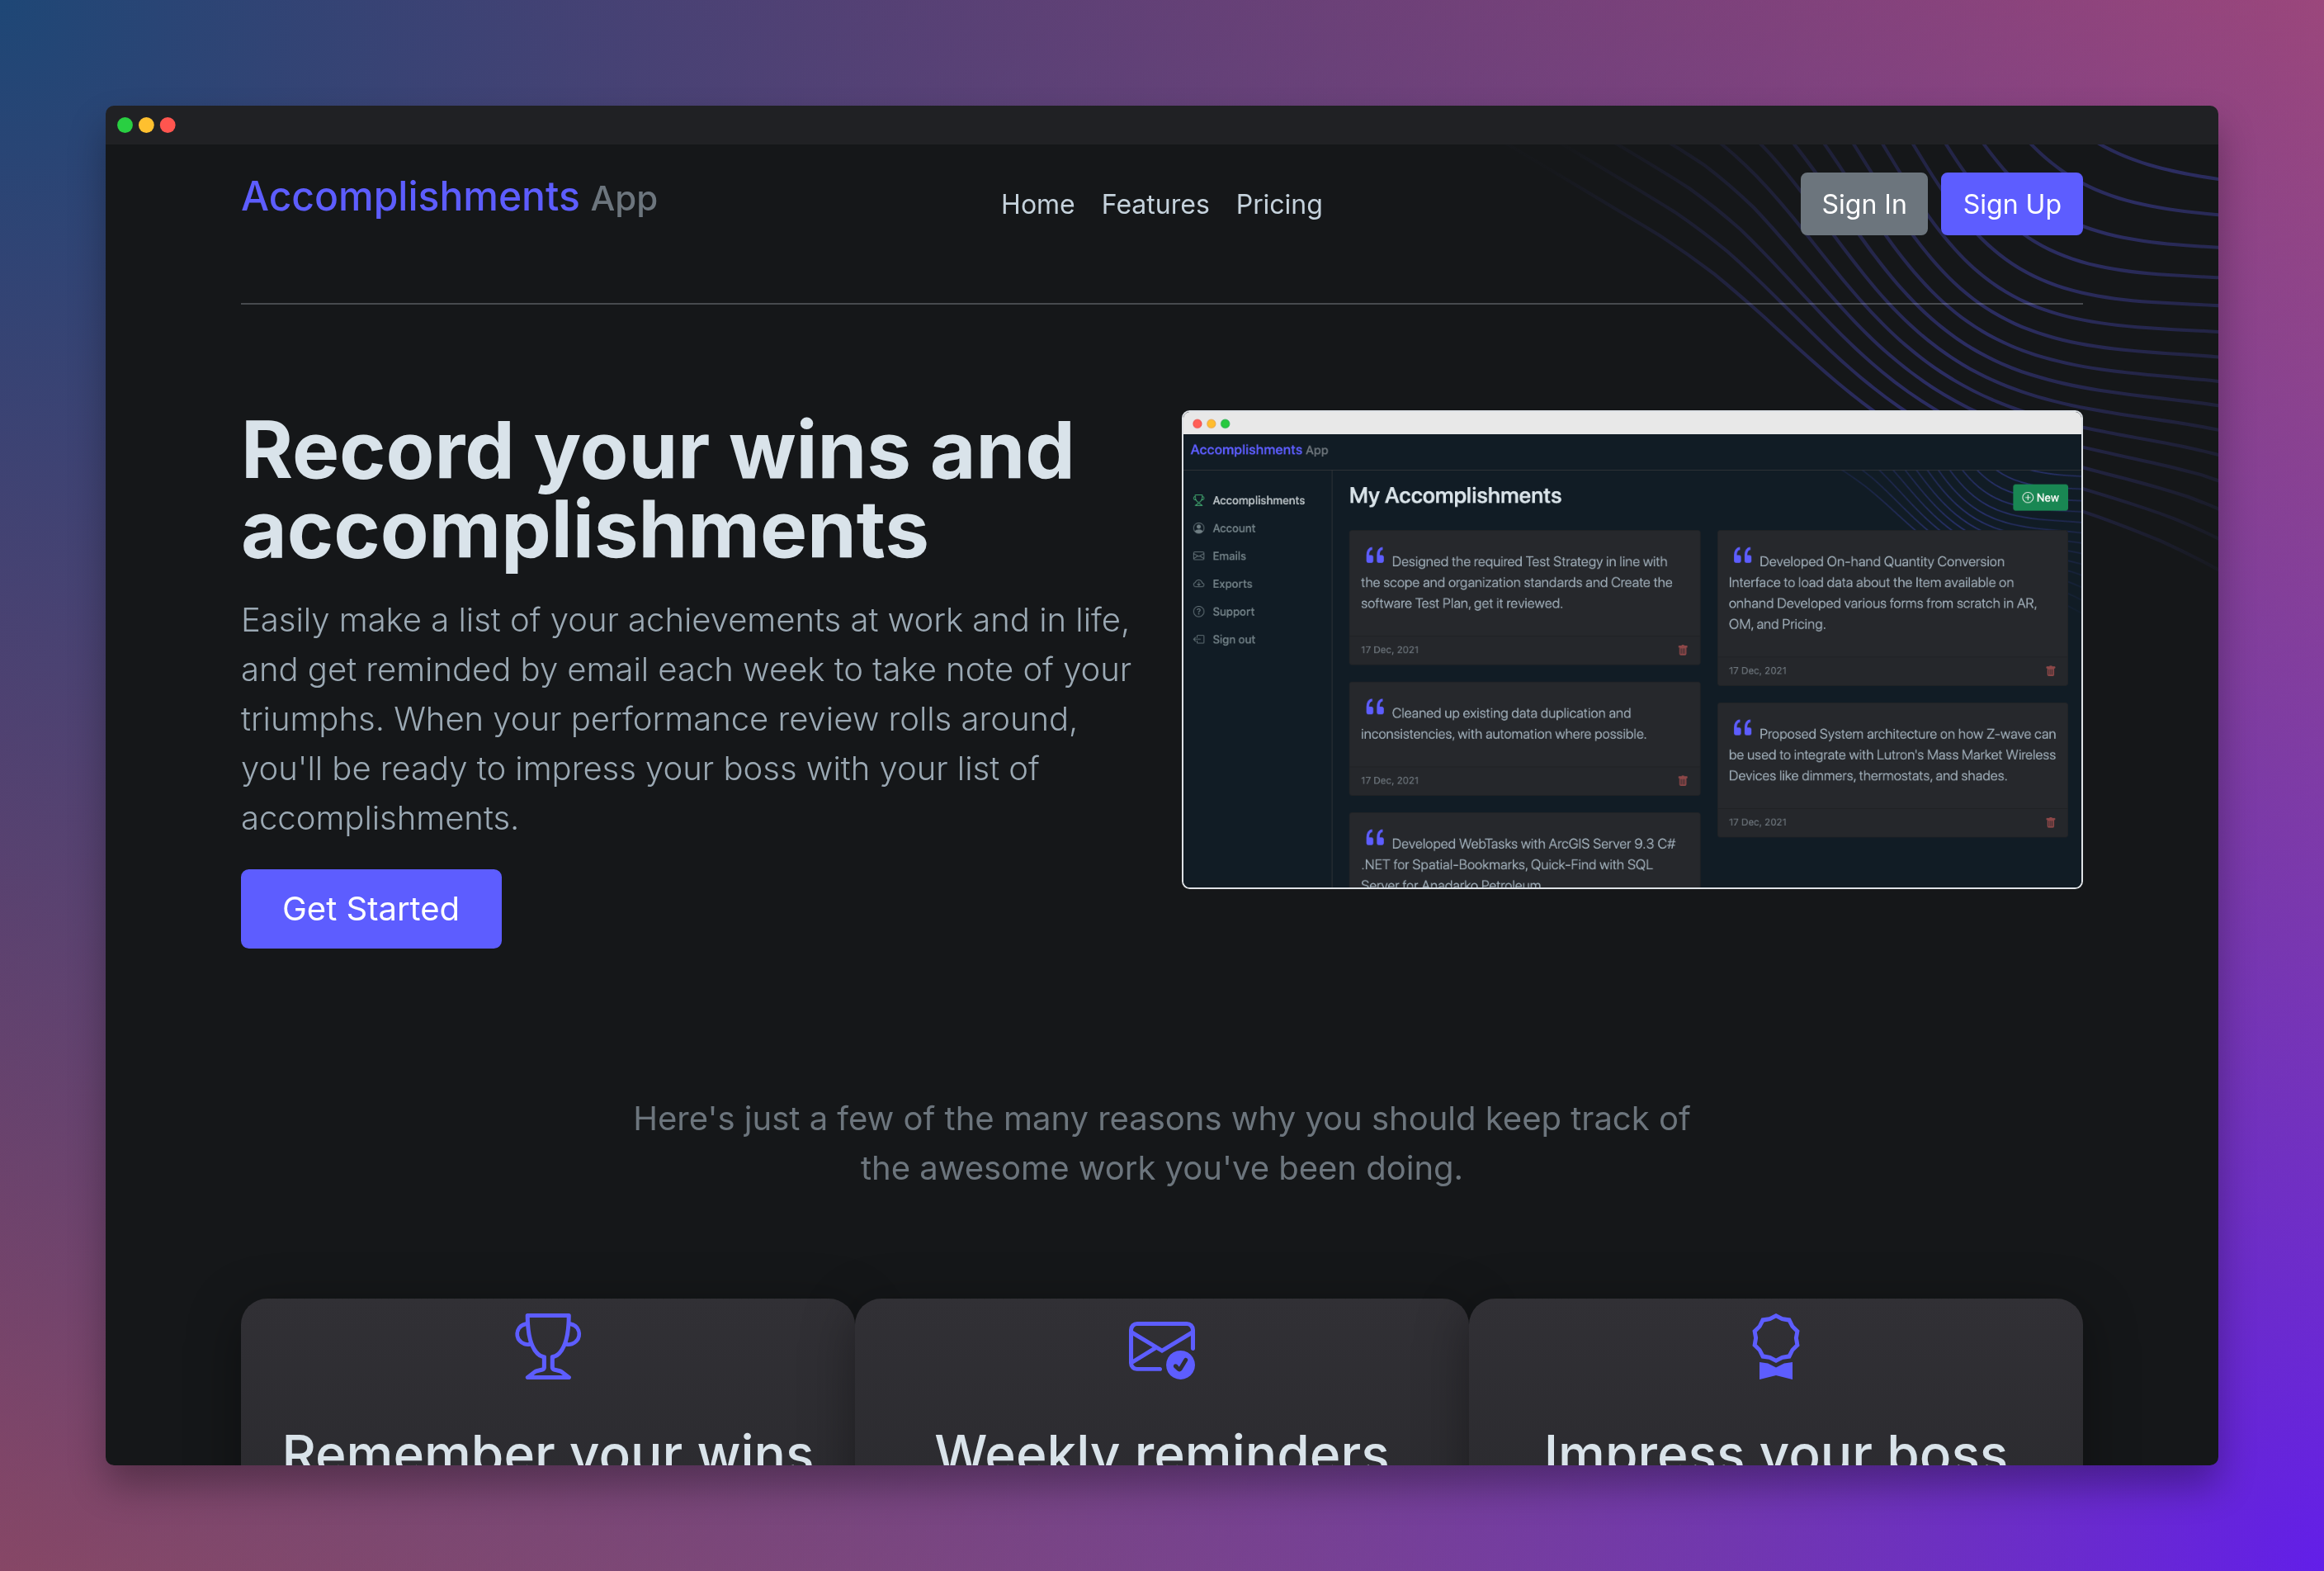 Accomplishments App
Home Features Pricing
Sign In Sign Up
Record your wins and
accomplishments
Easily make a list of your achievements at work and in life,
and get reminded by email each week to take note of your
triumphs. When your performance review rolls around,
you'll be ready to impress your boss with your list of
accomplishments.
Get Started
Accomplishments App
Accomplishments
Account
Emails
Exports
Support
Sign out
My Accomplishments
New
Designed the required Test Strategy in line with
the scope and organization standards and Create the
software Test Plan, get it reviewed.
17 Dec, 2021
Cleaned up existing data duplication and
inconsistencies, with automation where possible.
17 Dec, 2021
Developed WebTasks with ArcGIS Server 9.3 C#
.NET for Spatial-Bookmarks, Quick-Find with SQL
Server for Anadarko Petroleum
Developed On-hand Quantity Conversion
Interface to load data about the Item available on
onhand Developed various forms from scratch in AR,
OM, and Pricing.
17 Dec, 2021
Proposed System architecture on how Z-wave can
be used to integrate with Lutron's Mass Market Wireless
Devices like dimmers, thermostats, and shades.
17 Dec, 2021
Here's just a few of the many reasons why you should keep track of
the awesome work you've been doing.
Remember your wins
Weekly reminders
Impress your boss